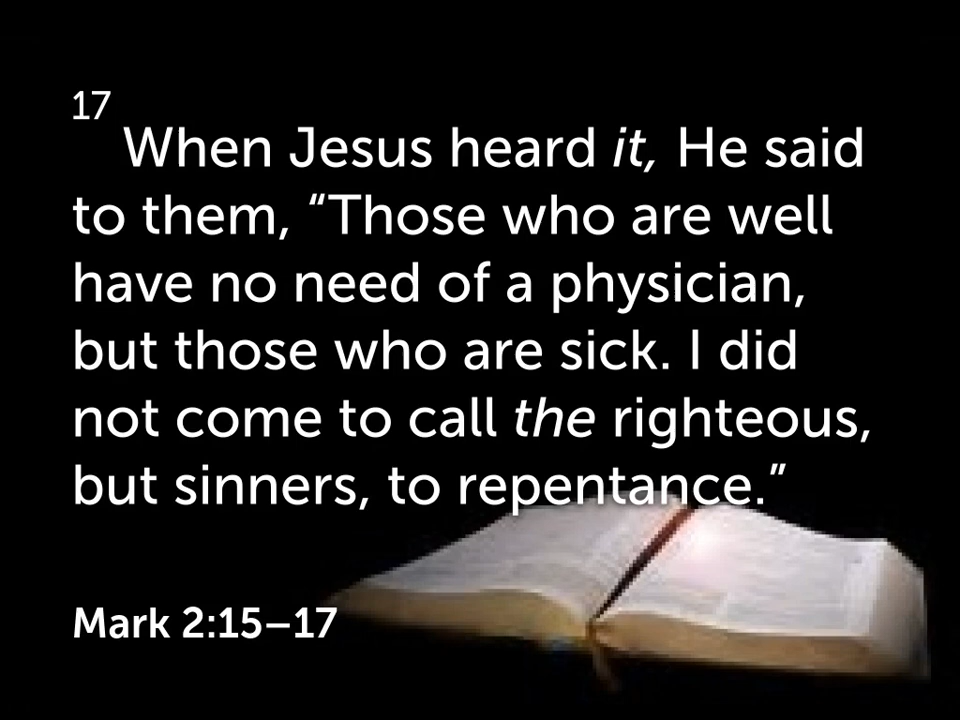 17
When Jesus heard it, He said
to them, “Those who are well
have no need of a physician,
but those who are sick. I did
not come to call the righteous,
but sinners, to repentance.”
Mark 2:15–17